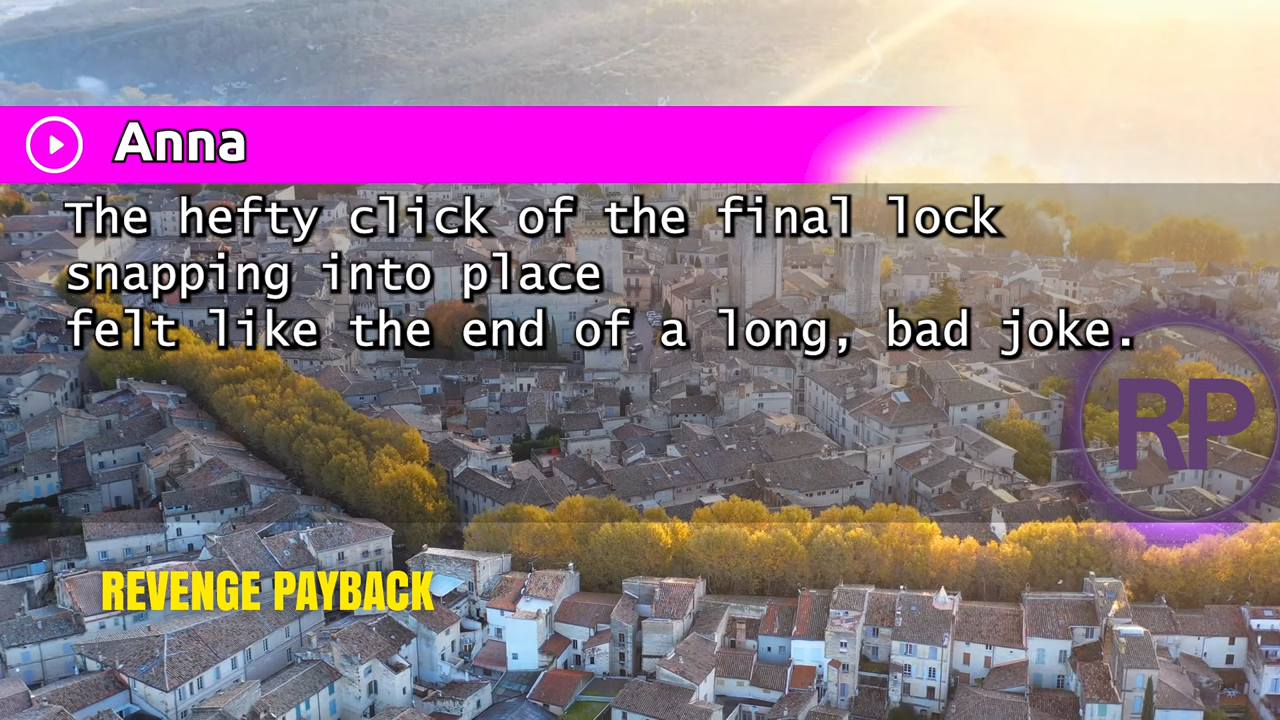 Anna
The hefty click of the final lock
snapping into place
felt like the end of a long, bad joke.
RP
REVENGE PAYBACK